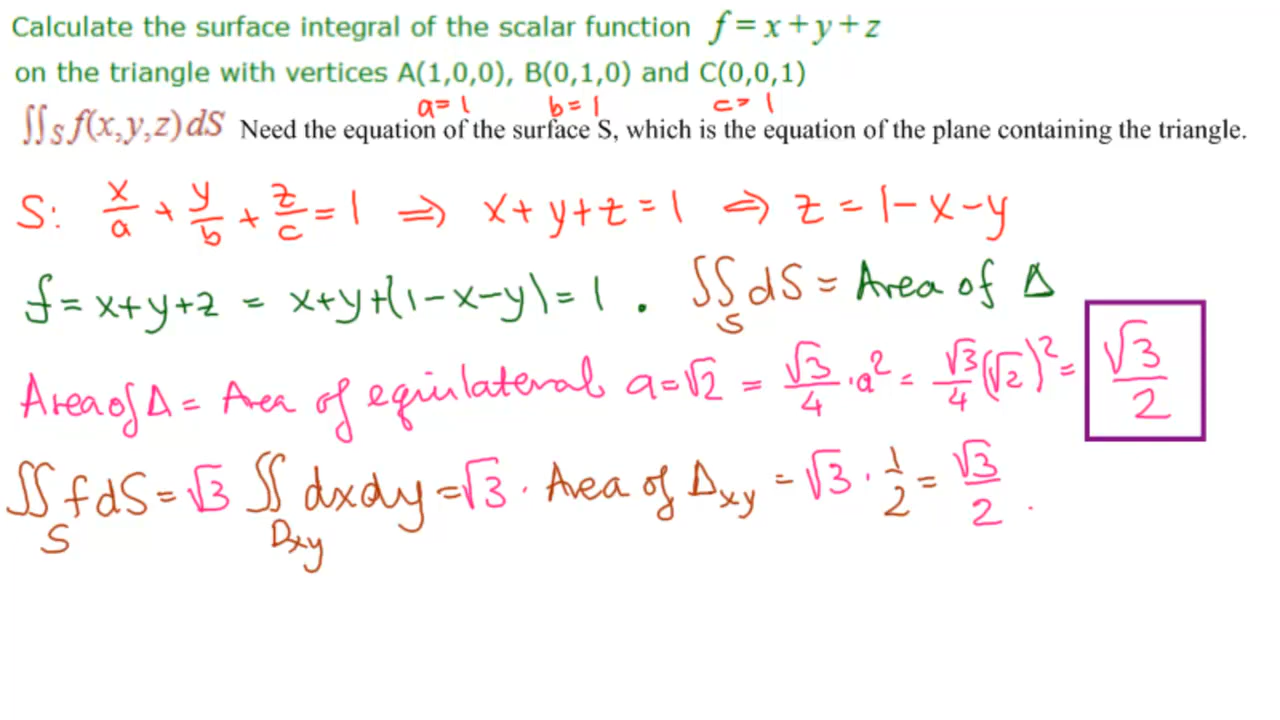 Calculate the surface integral of the scalar function f = x + y + z
on the triangle with vertices A(1,0,0), B(0,1,0) and C(0,0,1)
a = 1 b = 1 c = 1
∬_S f(x,y,z) dS Need the equation of the surface S, which is the equation of the plane containing the triangle.
S: x/a + y/b + z/c = 1 ⇒ x + y + z = 1 ⇔ z = 1 - x - y
f = x + y + z = x + y + (1 - x - y) = 1 . ∬_S dS = Area of Δ
Area of Δ = Area of equilateral a = √2 = √3/4 · a² = √3/4 (√2)² = √3/2
∬_S f dS = √3 ∬_Dxy dxdy = √3 · Area of Δxy = √3 · 1/2 = √3/2 .